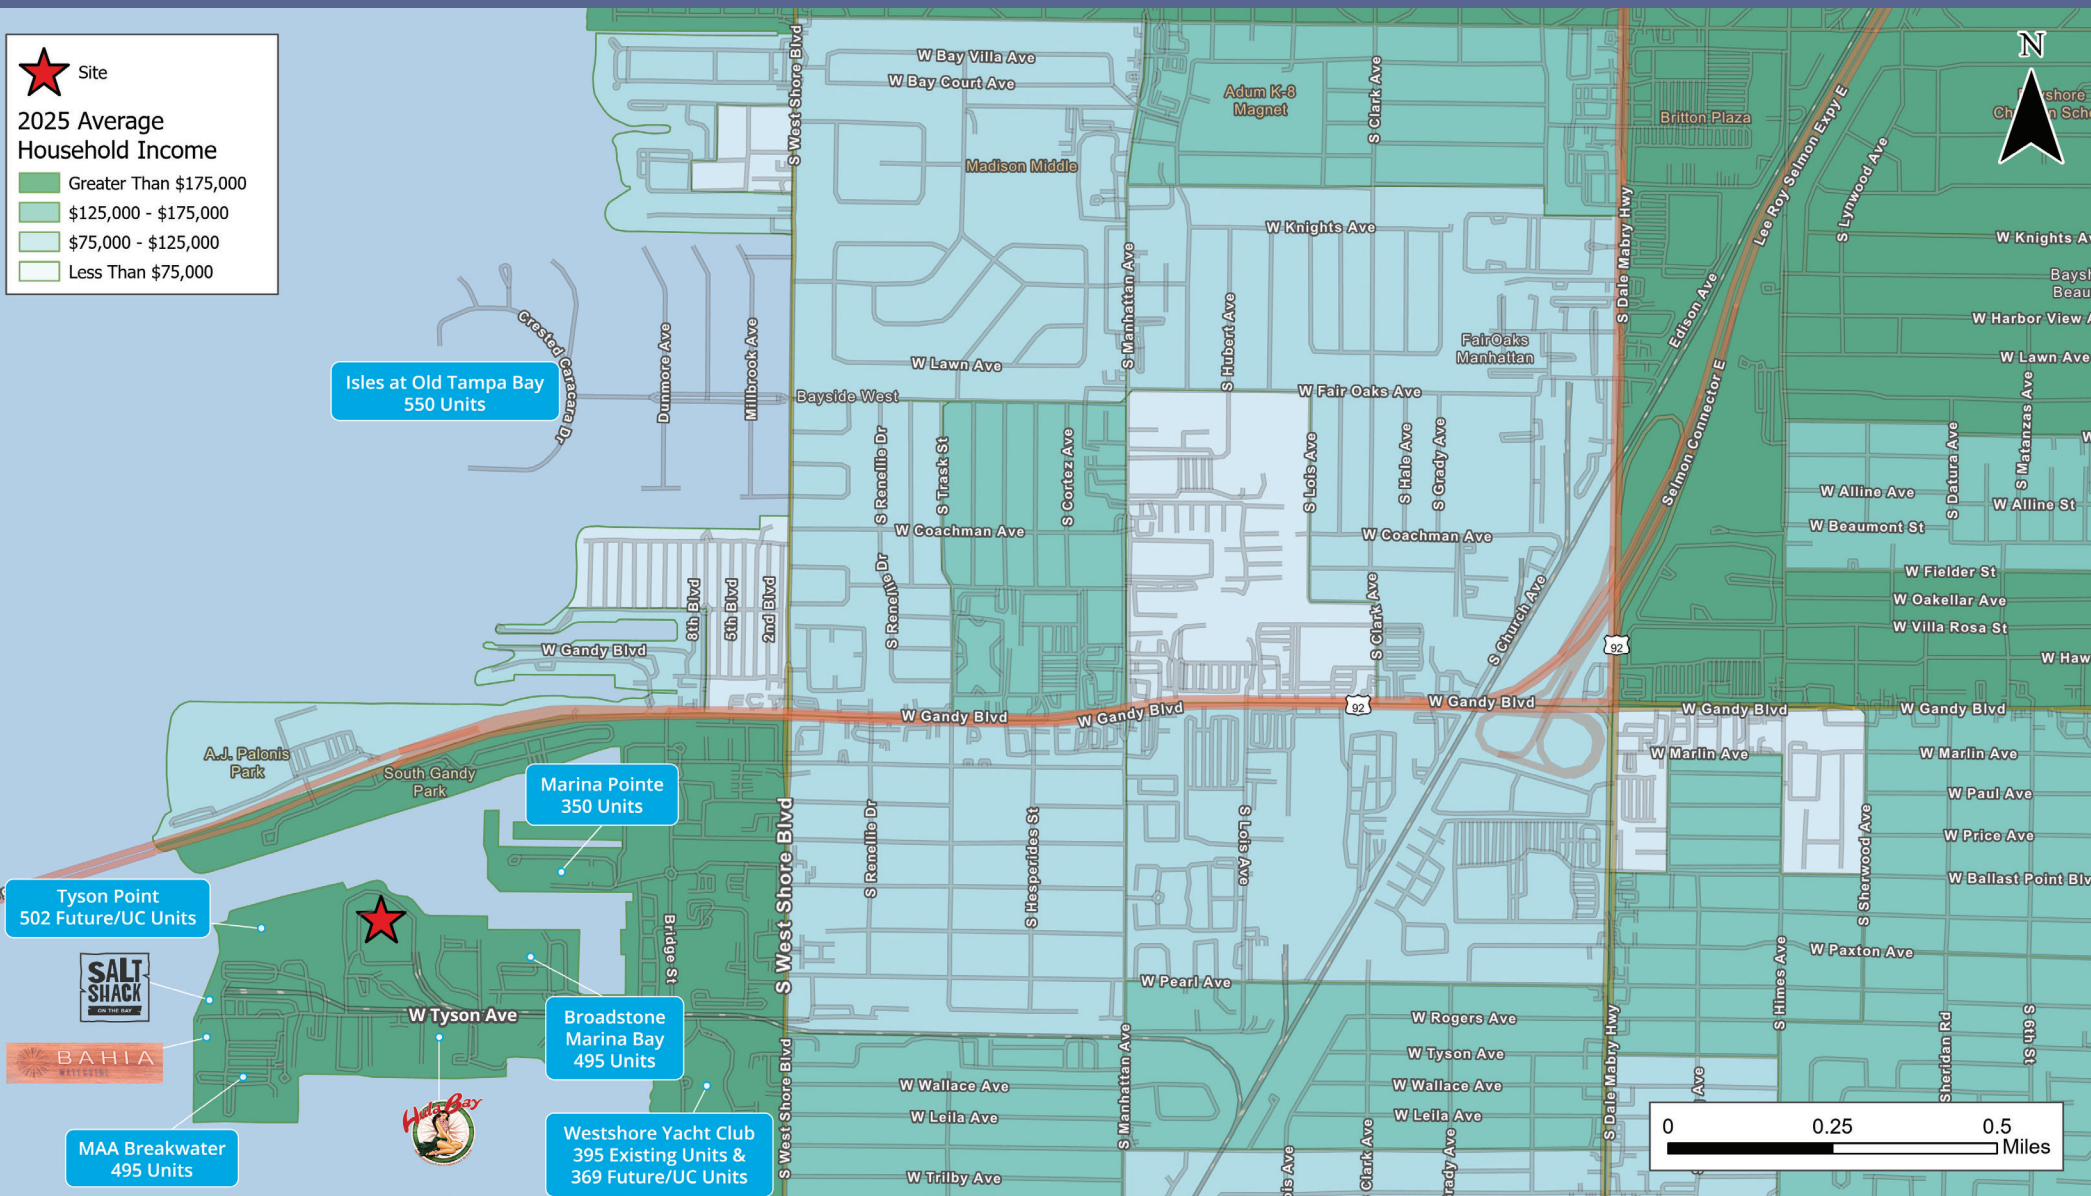 Site
2025 Average
Household Income
Greater Than $175,000
$125,000 - $175,000
$75,000 - $125,000
Less Than $75,000
N
W Bay Villa Ave
W Bay Court Ave
S West Shore Blvd
Madison Middle
Adum K-8
Magnet
S Clark Ave
Britton Plaza
Lee Roy Selmon Expy E
S Lynwood Ave
S Dale Mabry Hwy
W Knights Ave
W Knights Av
Baysh
Beau
Edison Ave
W Harbor View A
S Manhattan Ave
S Hubert Ave
FairOaks
Manhattan
W Lawn Ave
W Lawn Ave
Crested Caracara Dr
Dunmore Ave
Millbrook Ave
Isles at Old Tampa Bay
550 Units
Bayside West
W Fair Oaks Ave
Selmon Connector E
S Matanzas Ave
S Datura Ave
S Renellie Dr
S Trask St
S Cortez Ave
S Lois Ave
S Hale Ave
S Grady Ave
W Alline Ave
W Alline St
W Beaumont St
W Coachman Ave
W Coachman Ave
S Renellie Dr
W Fielder St
W Oakellar Ave
W Villa Rosa St
W Haw
8th Blvd
5th Blvd
2nd Blvd
S Clark Ave
S Church Ave
92
W Gandy Blvd
W Gandy Blvd
W Gandy Blvd
92
W Gandy Blvd
W Gandy Blvd
W Gandy Blvd
A.J. Palonis
Park
South Gandy
Park
W Marlin Ave
W Marlin Ave
Marina Pointe
350 Units
W Paul Ave
W Price Ave
S West Shore Blvd
S Renellie Dr
S Hesperides St
S Lois Ave
S Sherwood Ave
W Ballast Point Blv
Tyson Point
502 Future/UC Units
Bridge St
W Paxton Ave
S Himes Ave
W Pearl Ave
SALT
SHACK
ON THE BAY
W Tyson Ave
Broadstone
Marina Bay
495 Units
W Rogers Ave
W Tyson Ave
S Dale Mabry Hwy
Sheridan Rd
S 6th St
BAHIA
S West Shore Blvd
S Manhattan Ave
W Wallace Ave
W Wallace Ave
W Leila Ave
W Leila Ave
Hula Bay
MAA Breakwater
495 Units
Westshore Yacht Club
395 Existing Units &
369 Future/UC Units
W Trilby Ave
Clark Ave
0 0.25 0.5
Miles